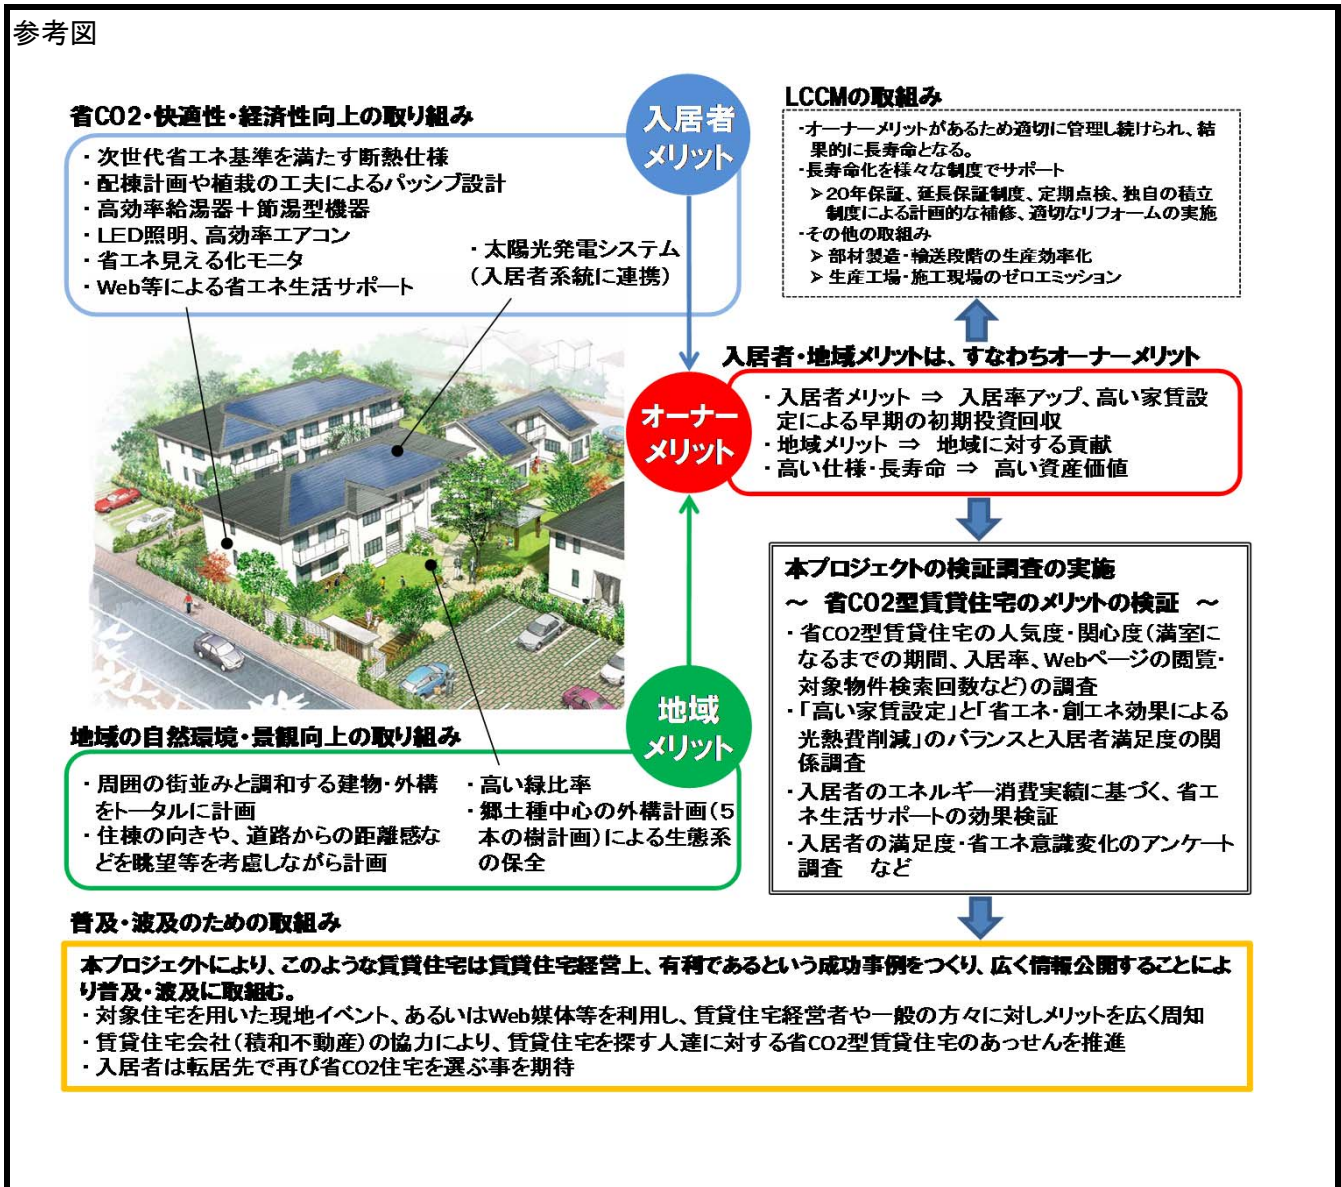 参考図
省CO2・快適性・経済性向上の取り組み
・次世代省エネ基準を満たす断熱仕様
・配棟計画や植栽の工夫によるパッシブ設計
・高効率給湯器＋節湯型機器
・LED照明、高効率エアコン
・省エネ見える化モニタ
・Web等による省エネ生活サポート
・太陽光発電システム
（入居者系統に連携）
入居者
メリット
LCCMの取組み
・オーナーメリットがあるため適切に管理し続けられ、結
果的に長寿命となる。
・長寿命化を様々な制度でサポート
➢20年保証、延長保証制度、定期点検、独自の積立
制度による計画的な補修、適切なリフォームの実施
・その他の取組み
➢部材製造・輸送段階の生産効率化
➢生産工場・施工現場のゼロエミッション
入居者・地域メリットは、すなわちオーナーメリット
オーナー
メリット
・入居者メリット ⇒ 入居率アップ、高い家賃設
定による早期の初期投資回収
・地域メリット ⇒ 地域に対する貢献
・高い仕様・長寿命 ⇒ 高い資産価値
本プロジェクトの検証調査の実施
～ 省CO2型賃貸住宅のメリットの検証 ～
・省CO2型賃貸住宅の人気度・関心度（満室に
なるまでの期間、入居率、Webページの閲覧・
対象物件検索回数など）の調査
・「高い家賃設定」と「省エネ・創エネ効果による
光熱費削減」のバランスと入居者満足度の関
係調査
・入居者のエネルギー消費実績に基づく、省エ
ネ生活サポートの効果検証
・入居者の満足度・省エネ意識変化のアンケート
調査 など
地域
メリット
地域の自然環境・景観向上の取り組み
・周囲の街並みと調和する建物・外構
をトータルに計画
・住棟の向きや、道路からの距離感な
どを眺望等を考慮しながら計画
・高い緑比率
・郷土種中心の外構計画（5
本の樹計画）による生態系
の保全
普及・波及のための取組み
本プロジェクトにより、このような賃貸住宅は賃貸住宅経営上、有利であるという成功事例をつくり、広く情報公開することによ
り普及・波及に取組む。
・対象住宅を用いた現地イベント、あるいはWeb媒体等を利用し、賃貸住宅経営者や一般の方々に対しメリットを広く周知
・賃貸住宅会社（積和不動産）の協力により、賃貸住宅を探す人達に対する省CO2型賃貸住宅のあっせんを推進
・入居者は転居先で再び省CO2住宅を選ぶ事を期待